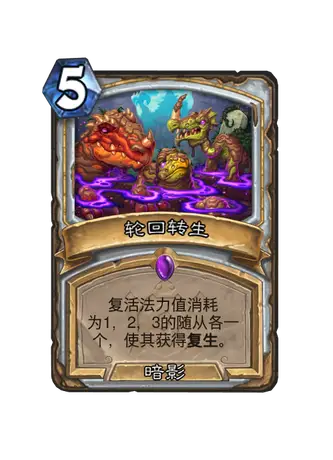 5
轮回转生
复活法力值消耗
为1，2，3的随从各一
个，使其获得复生。
暗影